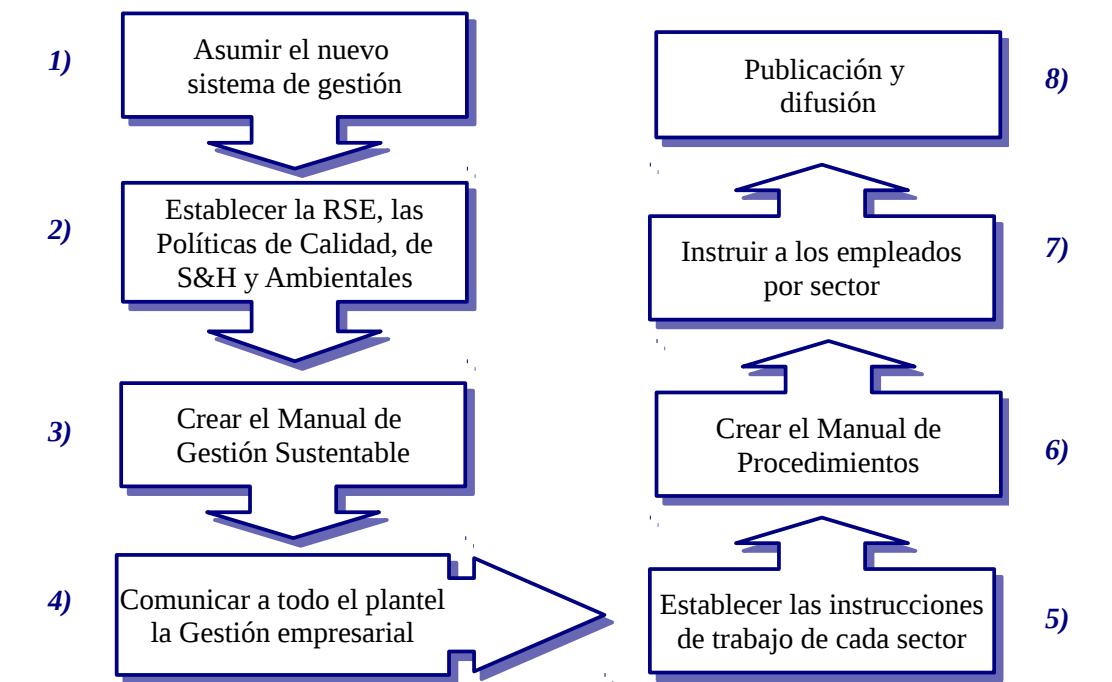 1)
Asumir el nuevo
sistema de gestión
2)
Establecer la RSE, las
Políticas de Calidad, de
S&H y Ambientales
3)
Crear el Manual de
Gestión Sustentable
4)
Comunicar a todo el plantel
la Gestión empresarial
5)
Establecer las instrucciones
de trabajo de cada sector
6)
Crear el Manual de
Procedimientos
7)
Instruir a los empleados
por sector
8)
Publicación y
difusión